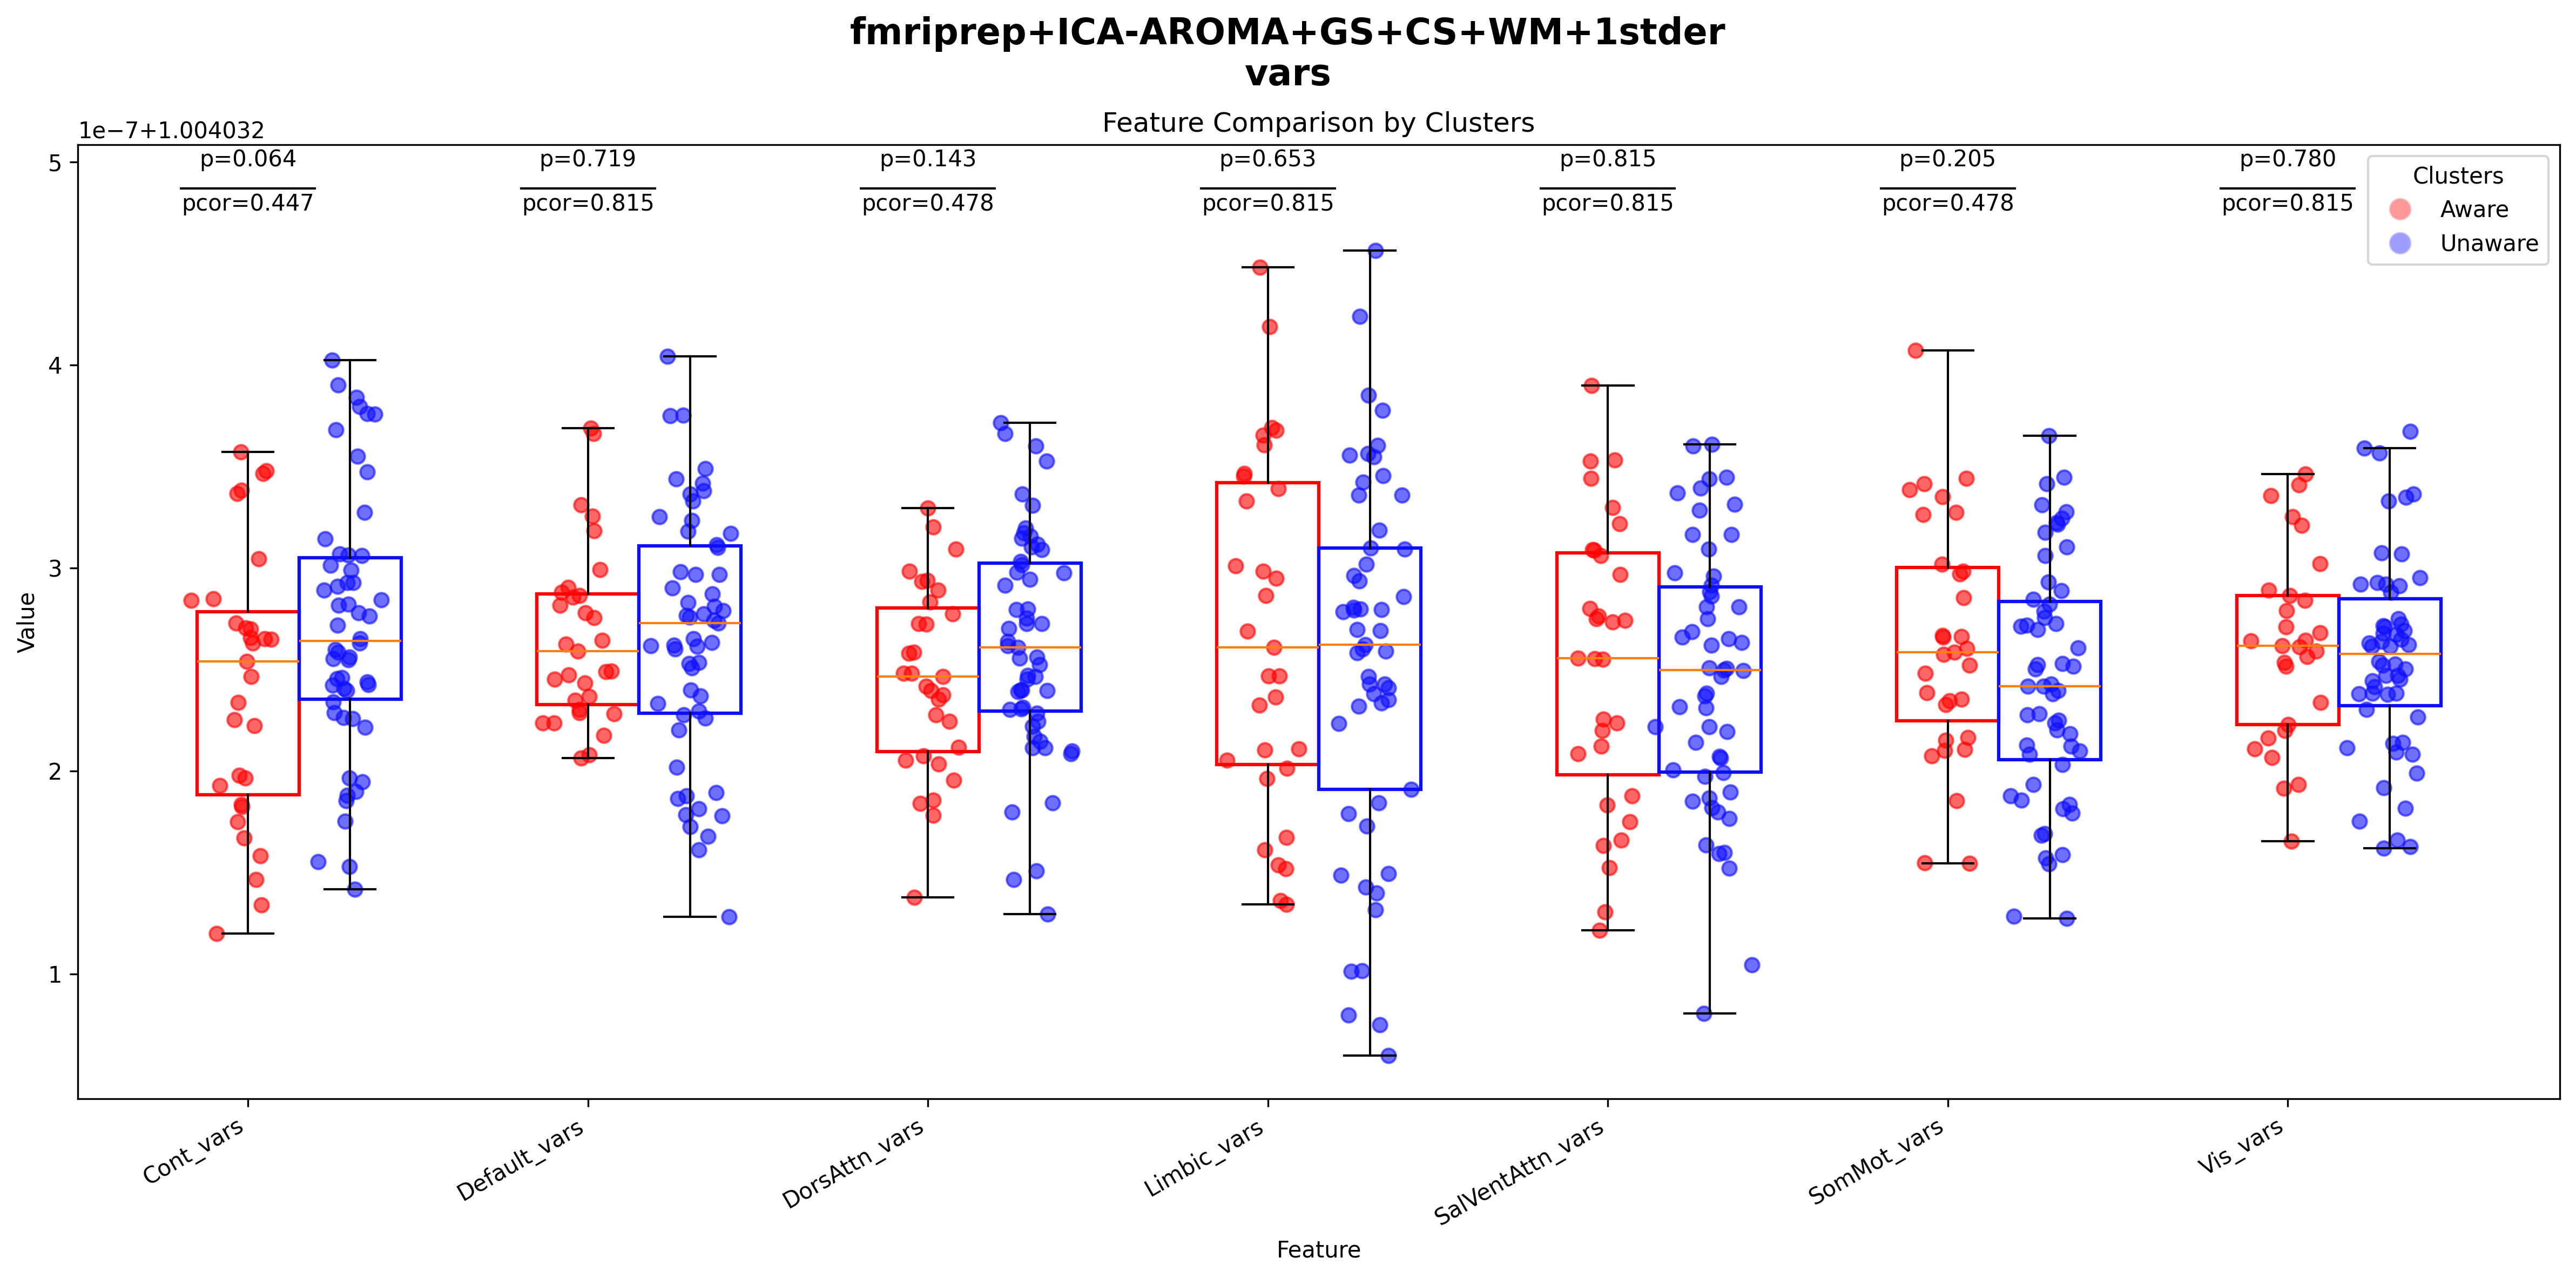 fmriprep+ICA-AROMA+GS+CS+WM+1stder
vars
Feature Comparison by Clusters
1e−7+1.004032
p=0.064 p=0.719 p=0.143 p=0.653 p=0.815 p=0.205 p=0.780
pcor=0.447 pcor=0.815 pcor=0.478 pcor=0.815 pcor=0.815 pcor=0.478 pcor=0.815
Clusters
Aware
Unaware
5
4
3
2
1
Value
Cont_vars Default_vars DorsAttn_vars Limbic_vars SalVentAttn_vars SomMot_vars Vis_vars
Feature